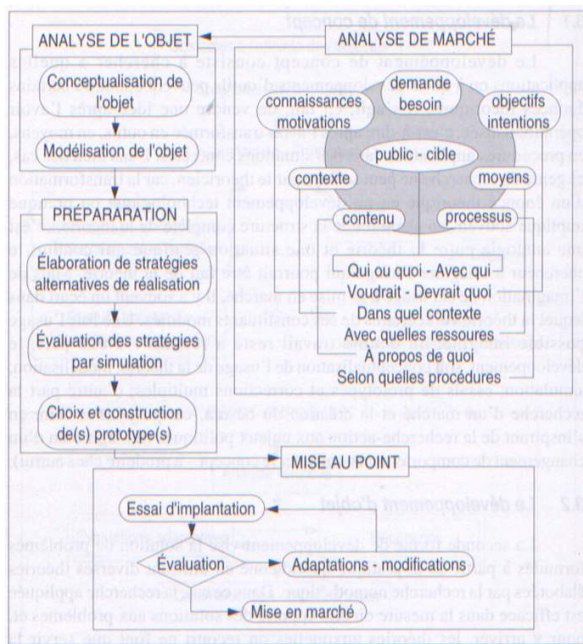 ANALYSE DE L'OBJET
Conceptualisation de
l'objet
Modélisation de l'objet
PRÉPARARATION
Élaboration de stratégies
alternatives de réalisation
Évaluation des stratégies
par simulation
Choix et construction
de(s) prototype(s)
ANALYSE DE MARCHÉ
demande
besoin
connaissances
motivations
objectifs
intentions
public cible
contexte
moyens
contenu
processus
Qui ou quoi - Avec qui
Voudrait - Devrait quoi
Dans quel contexte
quelles
À propos de quoi
Selon quelles procédures
MISE AU POINT
Essai d'implantation
Évaluation
Adaptations - modifications
Mise en marché